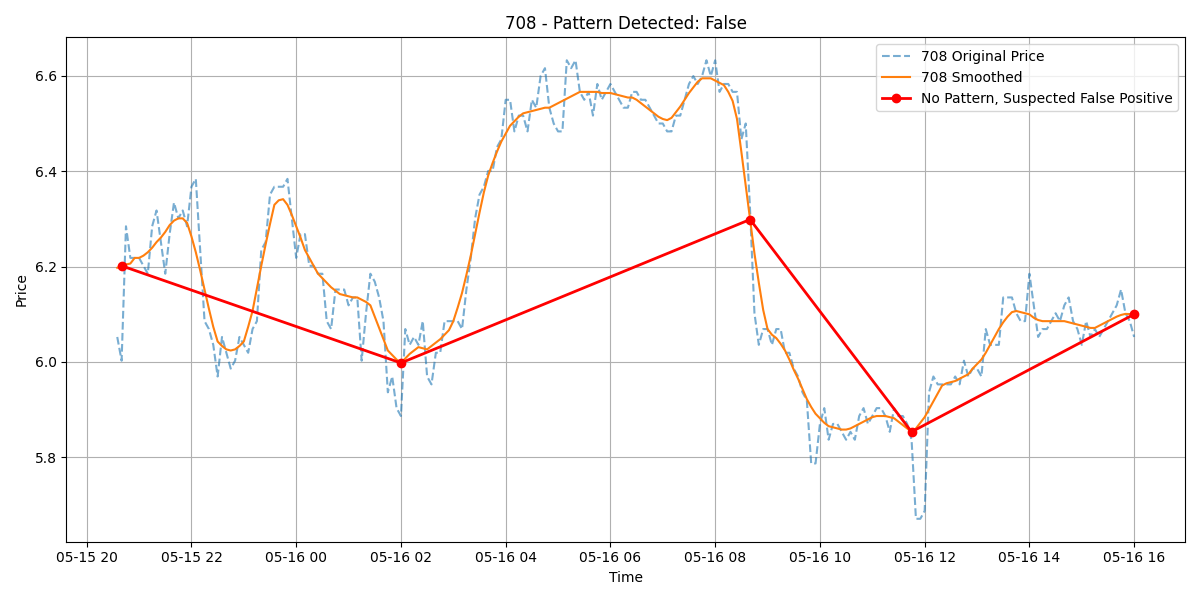 708 - Pattern Detected: False
708 Original Price
708 Smoothed
No Pattern, Suspected False Positive
Price
6.6
6.4
6.2
6.0
5.8
05-15 20 05-15 22 05-16 00 05-16 02 05-16 04 05-16 06 05-16 08 05-16 10 05-16 12 05-16 14 05-16 16
Time